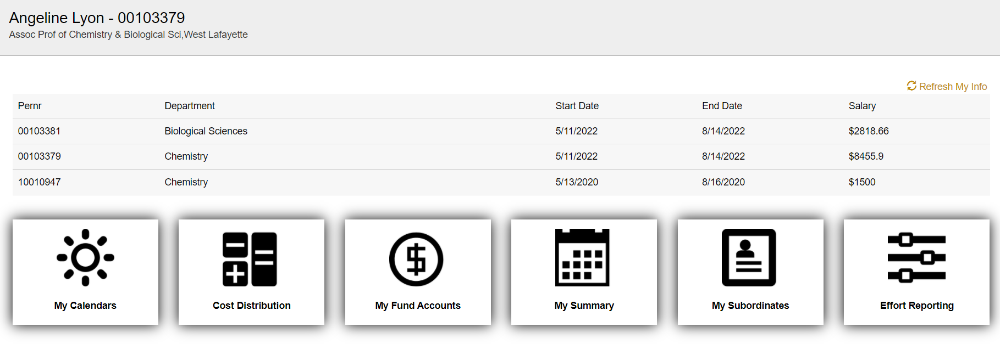 Angeline Lyon - 00103379
Assoc Prof of Chemistry & Biological Sci,West Lafayette
Refresh My Info
Pernr Department Start Date End Date Salary
00103381 Biological Sciences 5/11/2022 8/14/2022 $2818.66
00103379 Chemistry 5/11/2022 8/14/2022 $8455.9
10010947 Chemistry 5/13/2020 8/16/2020 $1500
My Calendars Cost Distribution My Fund Accounts My Summary My Subordinates Effort Reporting